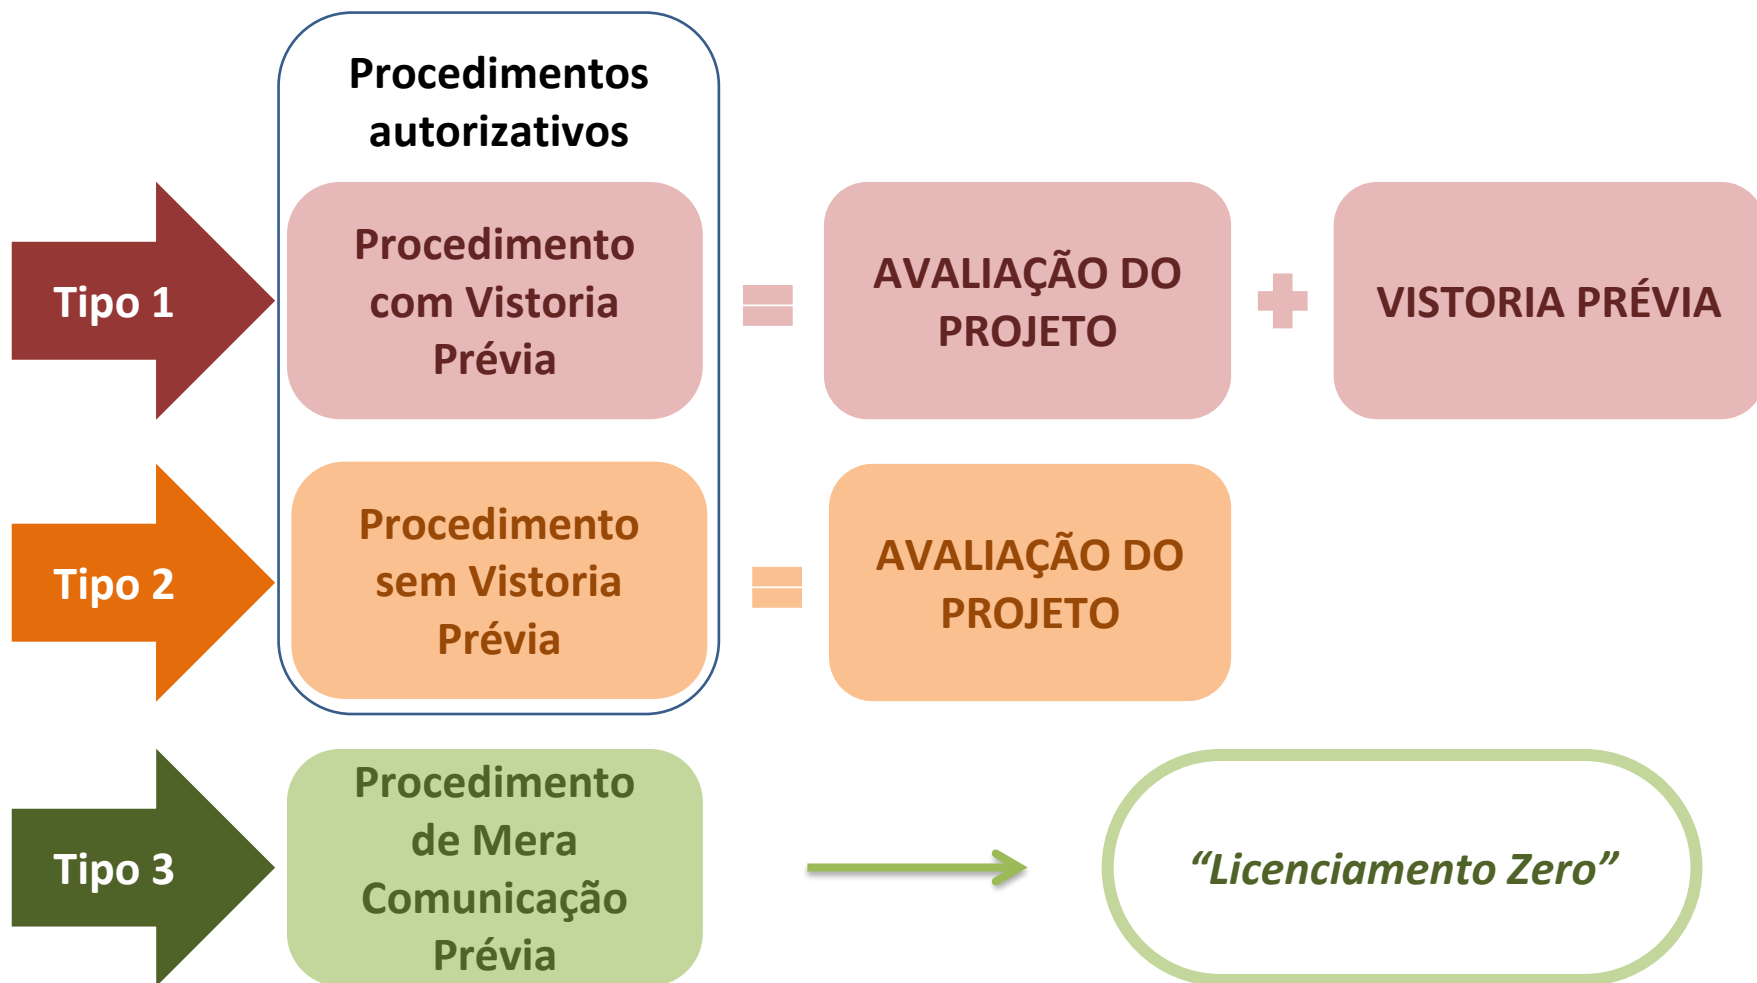 Procedimentos
autorizativos
Tipo 1
Procedimento
com Vistoria
Prévia
AVALIAÇÃO DO
PROJETO
VISTORIA PRÉVIA
Tipo 2
Procedimento
sem Vistoria
Prévia
AVALIAÇÃO DO
PROJETO
Tipo 3
Procedimento
de Mera
Comunicação
Prévia
“Licenciamento Zero”